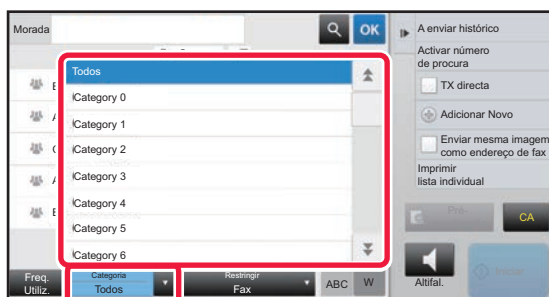 Morada
OK
A enviar histórico
Activar número
de procura
Todos
TX directa
Category 0
Adicionar Novo
Category 1
Category 2
Enviar mesma imagem
como endereço de fax
Category 3
Imprimir
lista individual
Category 4
Category 5
CA
Category 6
Freq.
Utiliz.
Categoria
Todos
Restringir
Fax
ABC
W
Altifal.
Iniciar